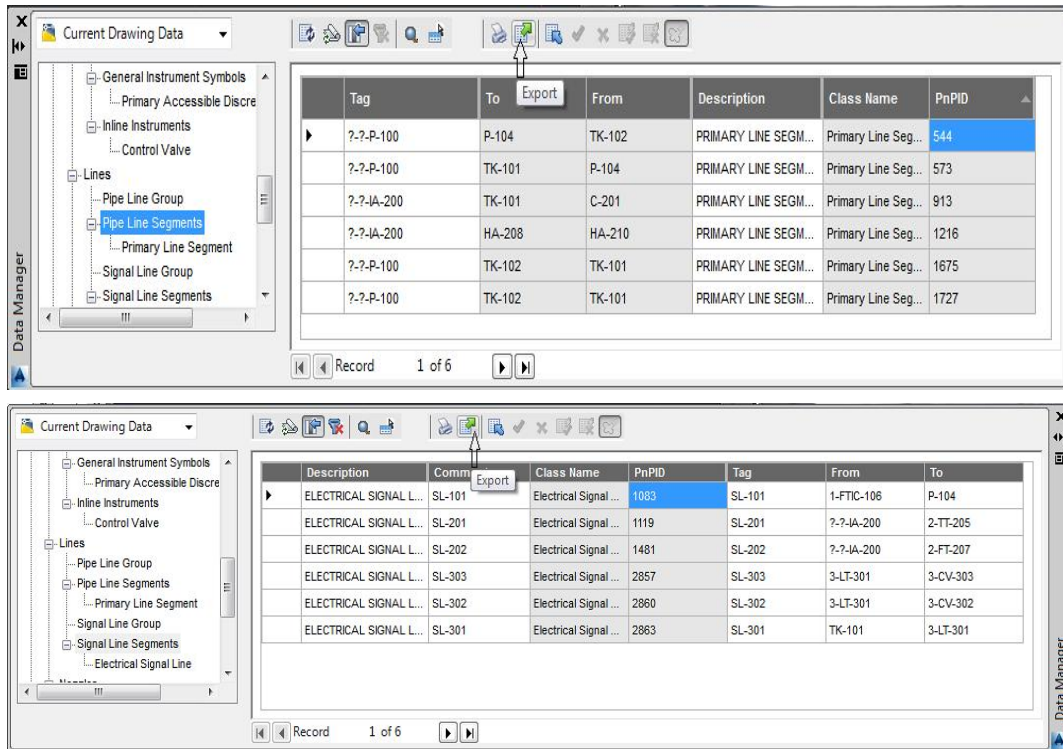 Current Drawing Data
General Instrument Symbols
Primary Accessible Discre
Inline Instruments
Control Valve
Lines
Pipe Line Group
Pipe Line Segments
Primary Line Segment
Signal Line Group
Signal Line Segments
Data Manager
Export
Tag To From Description Class Name PnPID
?-?-P-100 P-104 TK-102 PRIMARY LINE SEGM... Primary Line Seg... 544
?-?-P-100 TK-101 P-104 PRIMARY LINE SEGM... Primary Line Seg... 573
?-?-IA-200 TK-101 C-201 PRIMARY LINE SEGM... Primary Line Seg... 913
?-?-IA-200 HA-208 HA-210 PRIMARY LINE SEGM... Primary Line Seg... 1216
?-?-P-100 TK-102 TK-101 PRIMARY LINE SEGM... Primary Line Seg... 1675
?-?-P-100 TK-102 TK-101 PRIMARY LINE SEGM... Primary Line Seg... 1727
Record 1 of 6
Current Drawing Data
General Instrument Symbols
Primary Accessible Discre
Inline Instruments
Control Valve
Lines
Pipe Line Group
Pipe Line Segments
Primary Line Segment
Signal Line Group
Signal Line Segments
Electrical Signal Line
Export
Description Class Name PnPID Tag From To
ELECTRICAL SIGNAL L... SL-101 Electrical Signal ... 1083 SL-101 1-FTIC-106 P-104
ELECTRICAL SIGNAL L... SL-201 Electrical Signal ... 1119 SL-201 ?-?-IA-200 2-TT-205
ELECTRICAL SIGNAL L... SL-202 Electrical Signal ... 1481 SL-202 ?-?-IA-200 2-FT-207
ELECTRICAL SIGNAL L... SL-303 Electrical Signal ... 2857 SL-303 3-LT-301 3-CV-303
ELECTRICAL SIGNAL L... SL-302 Electrical Signal ... 2860 SL-302 3-LT-301 3-CV-302
ELECTRICAL SIGNAL L... SL-301 Electrical Signal ... 2863 SL-301 TK-101 3-LT-301
Record 1 of 6
Data Manager